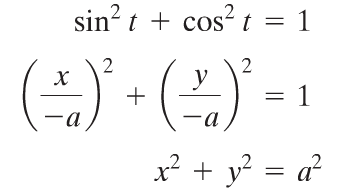 sin² t + cos² t = 1
(x/−a)² + (y/−a)² = 1
x² + y² = a²